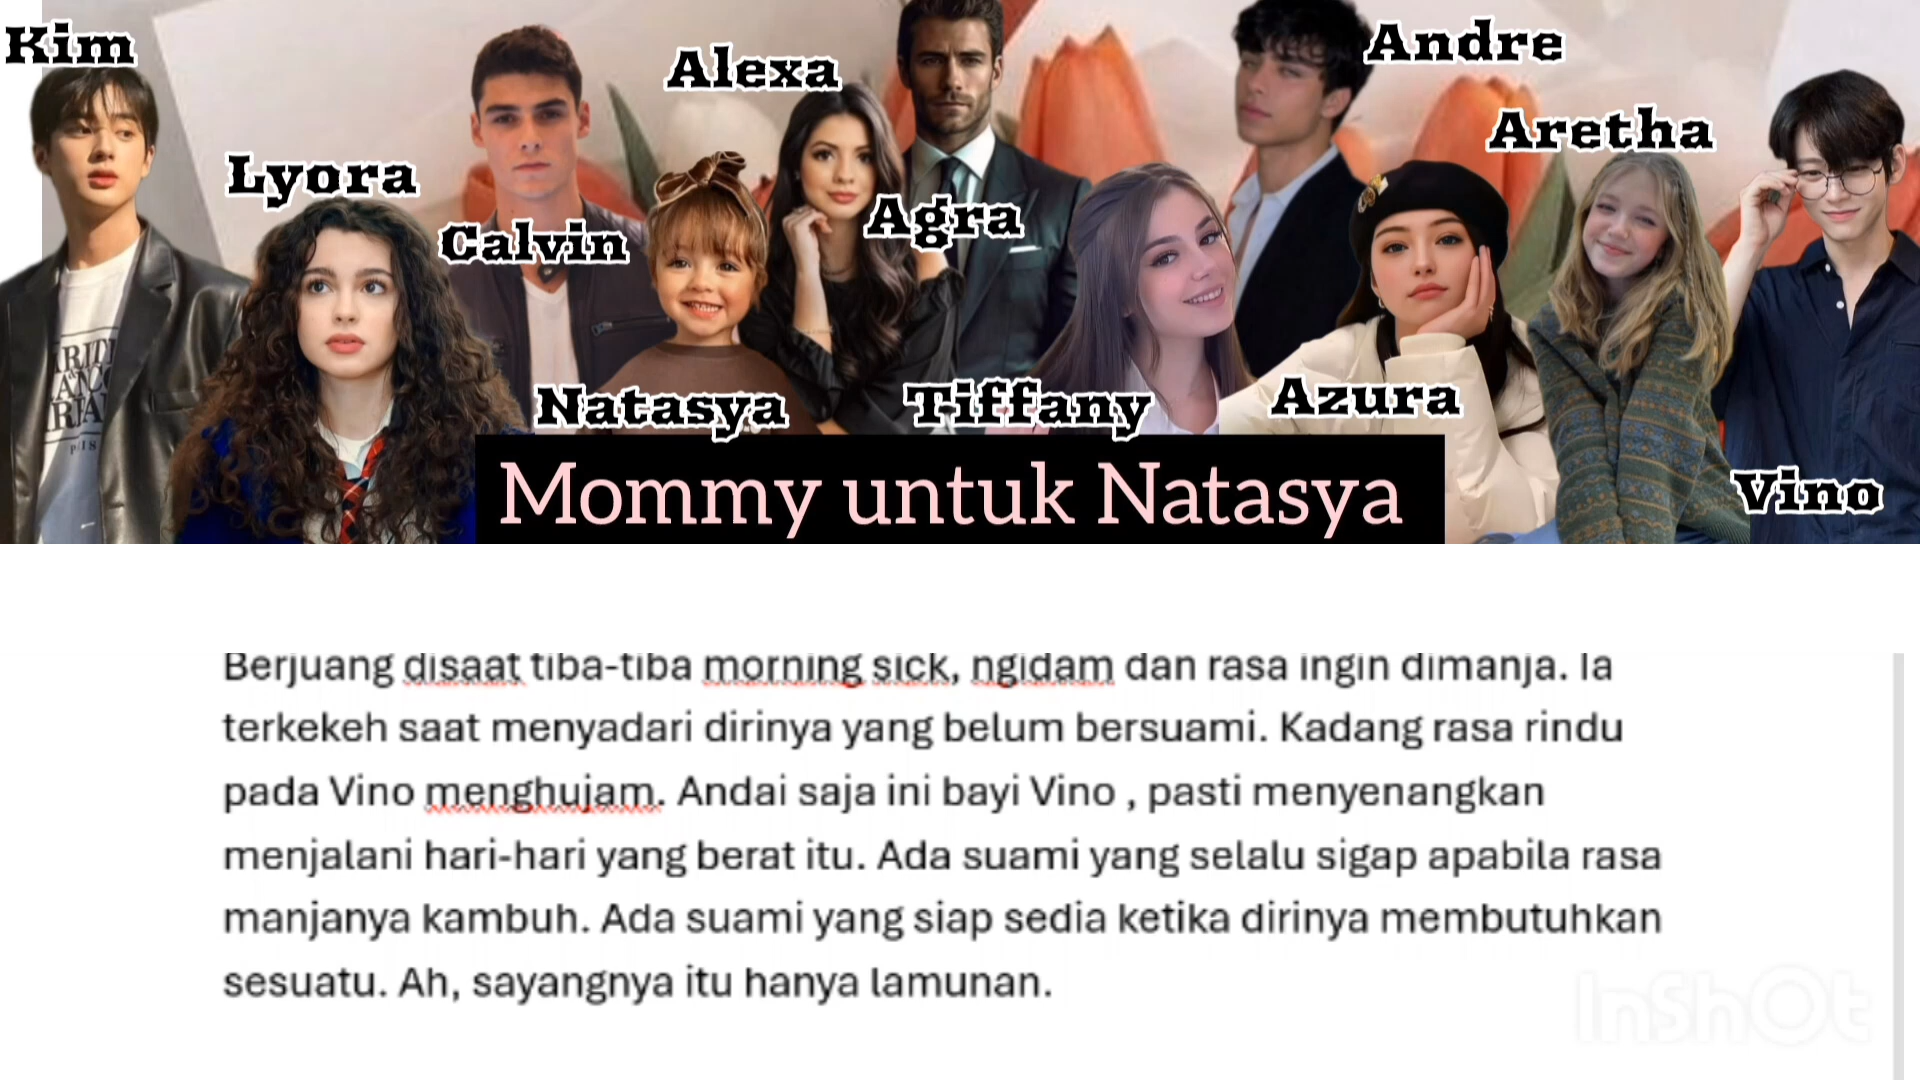 Kim
Andre
Alexa
Aretha
Lyora
Agra
Calvin
Natasya
Tiffany
Azura
Vino
Mommy untuk Natasya
Berjuang disaat tiba-tiba morning sick, ngidam dan rasa ingin dimanja. Ia
terkekeh saat menyadari dirinya yang belum bersuami. Kadang rasa rindu
pada Vino menghujam. Andai saja ini bayi Vino , pasti menyenangkan
menjalani hari-hari yang berat itu. Ada suami yang selalu sigap apabila rasa
manjanya kambuh. Ada suami yang siap sedia ketika dirinya membutuhkan
sesuatu. Ah, sayangnya itu hanya lamunan.
InShOt